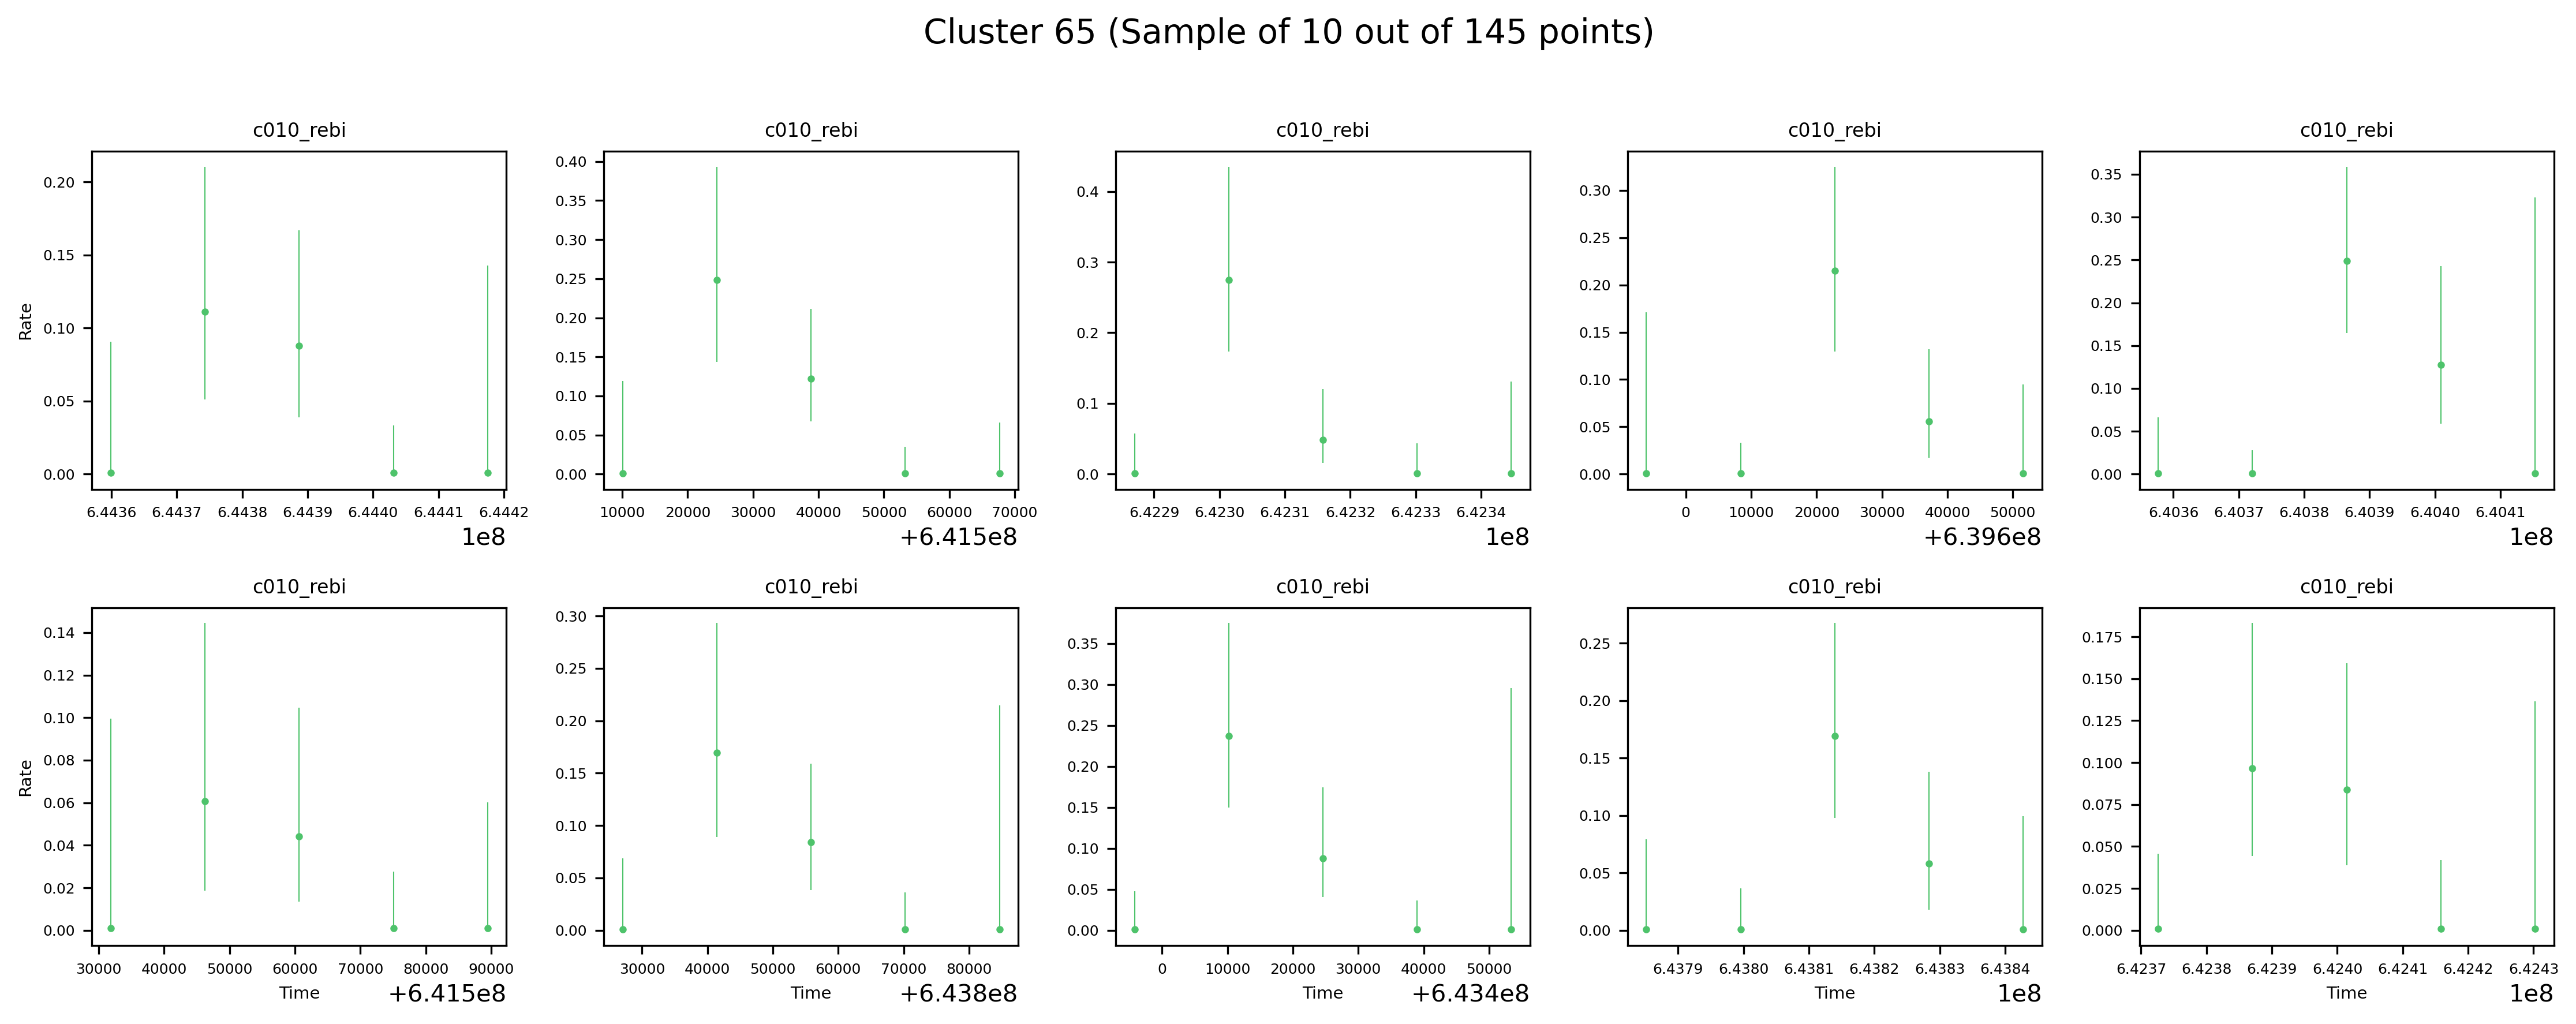 Cluster 65 (Sample of 10 out of 145 points)
c010_rebi c010_rebi c010_rebi c010_rebi c010_rebi
Rate
0.20 0.15 0.10 0.05 0.00
6.4436 6.4437 6.4438 6.4439 6.4440 6.4441 6.4442
1e8
0.40 0.35 0.30 0.25 0.20 0.15 0.10 0.05 0.00
10000 20000 30000 40000 50000 60000 70000
+6.415e8
0.4 0.3 0.2 0.1 0.0
6.4229 6.4230 6.4231 6.4232 6.4233 6.4234
1e8
0.30 0.25 0.20 0.15 0.10 0.05 0.00
0 10000 20000 30000 40000 50000
+6.396e8
0.35 0.30 0.25 0.20 0.15 0.10 0.05 0.00
6.4036 6.4037 6.4038 6.4039 6.4040 6.4041
1e8
c010_rebi c010_rebi c010_rebi c010_rebi c010_rebi
Rate
0.14 0.12 0.10 0.08 0.06 0.04 0.02 0.00
30000 40000 50000 60000 70000 80000 90000
Time +6.415e8
0.30 0.25 0.20 0.15 0.10 0.05 0.00
30000 40000 50000 60000 70000 80000
Time +6.438e8
0.35 0.30 0.25 0.20 0.15 0.10 0.05 0.00
0 10000 20000 30000 40000 50000
Time +6.434e8
0.25 0.20 0.15 0.10 0.05 0.00
6.4379 6.4380 6.4381 6.4382 6.4383 6.4384
Time 1e8
0.175 0.150 0.125 0.100 0.075 0.050 0.025 0.000
6.4237 6.4238 6.4239 6.4240 6.4241 6.4242 6.4243
Time 1e8